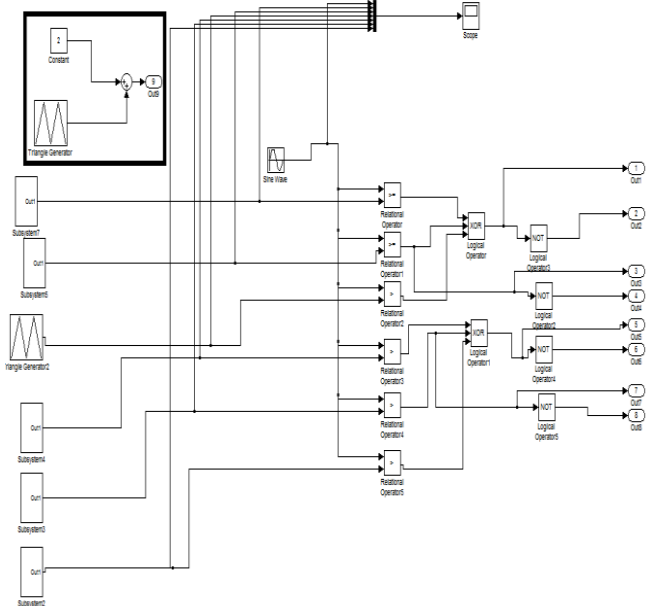 2
Constant
9
Out9
Triangle Generator
Scope
Sine Wave
Out1
Subsystem7
Out1
Subsystem5
riangle Generator2
Out1
Subsystem4
Out1
Subsystem3
Out1
Subsystem2
>=
Relational
Operator
>=
Relational
Operator1
>
Relational
Operator2
>
Relational
Operator3
>
Relational
Operator4
>
Relational
Operator5
XOR
Logical
Operator
NOT
Logical
Operator3
NOT
Logical
Operator2
XOR
Logical
Operator1
NOT
Logical
Operator4
NOT
Logical
Operator5
1
Out1
2
Out2
3
Out3
4
Out4
5
Out5
6
Out6
7
Out7
8
Out8